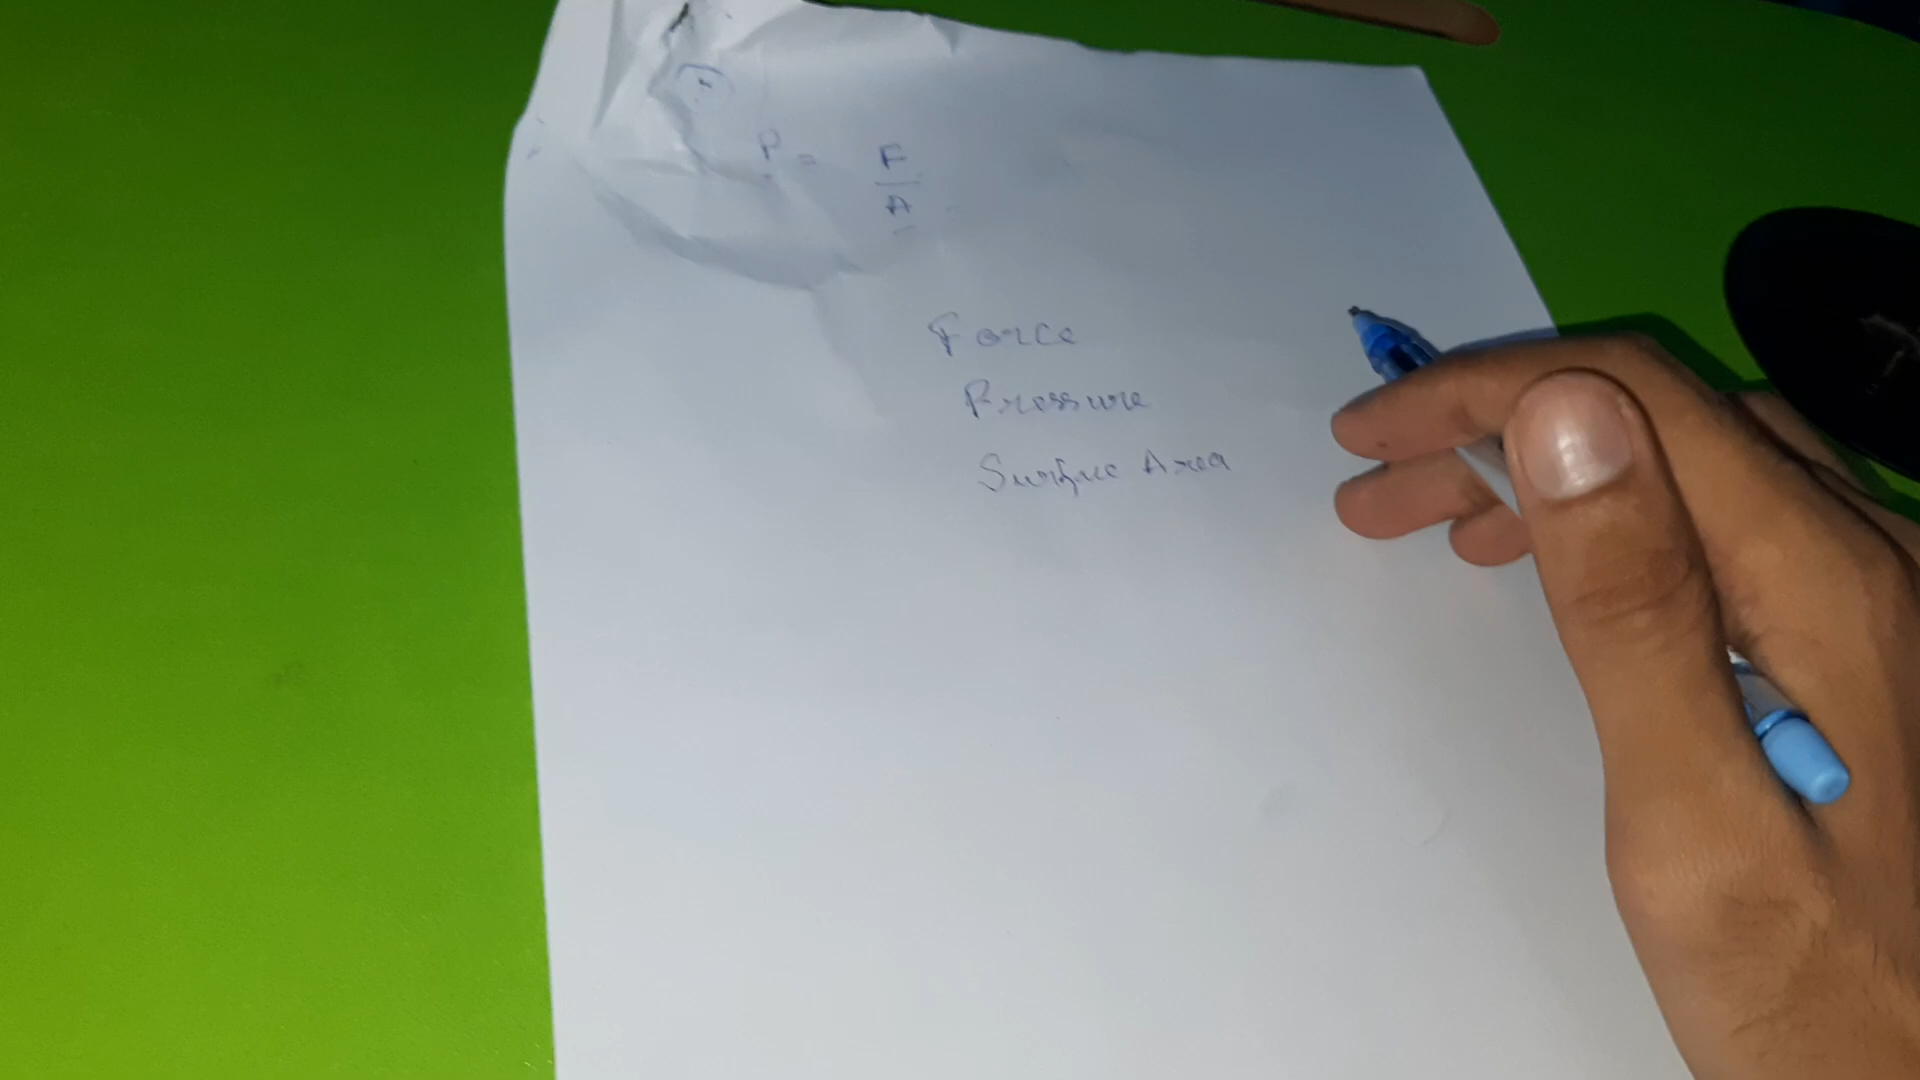 P = F
A
Force
Pressure
Surface Area